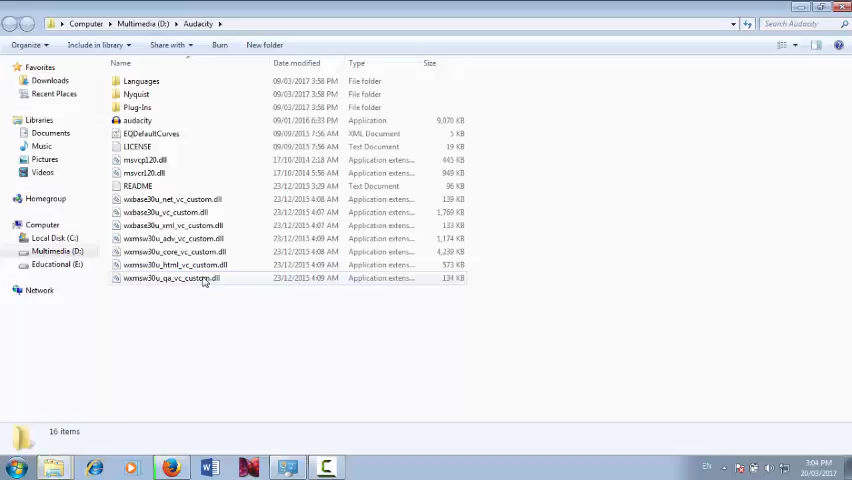 Computer ▸ Multimedia (D:) ▸ Audacity ▸ Search Audacity
Organize Include in library Share with Burn New folder
Name Date modified Type Size
Favorites
Downloads
Recent Places
Libraries
Documents
Music
Pictures
Videos
Homegroup
Computer
Local Disk (C:)
Multimedia (D:)
Educational (E:)
Network
Languages 09/03/2017 3:58 PM File folder
Nyquist 09/03/2017 3:58 PM File folder
Plug-Ins 09/03/2017 3:58 PM File folder
audacity 09/01/2016 6:33 PM Application 9,070 KB
EQDefaultCurves 09/09/2015 7:56 AM XML Document 5 KB
LICENSE 09/09/2015 7:56 AM Text Document 19 KB
msvcp120.dll 17/10/2014 2:18 AM Application extens... 445 KB
msvcr120.dll 17/10/2014 5:56 AM Application extens... 949 KB
README 23/12/2015 3:29 AM Text Document 96 KB
wxbase30u_net_vc_custom.dll 23/12/2015 4:08 AM Application extens... 139 KB
wxbase30u_vc_custom.dll 23/12/2015 4:07 AM Application extens... 1,769 KB
wxbase30u_xml_vc_custom.dll 23/12/2015 4:07 AM Application extens... 133 KB
wxmsw30u_adv_vc_custom.dll 23/12/2015 4:09 AM Application extens... 1,174 KB
wxmsw30u_core_vc_custom.dll 23/12/2015 4:08 AM Application extens... 4,239 KB
wxmsw30u_html_vc_custom.dll 23/12/2015 4:09 AM Application extens... 573 KB
wxmsw30u_qa_vc_custom.dll 23/12/2015 4:09 AM Application extens... 134 KB
16 items
EN 3:04 PM
20/03/2017